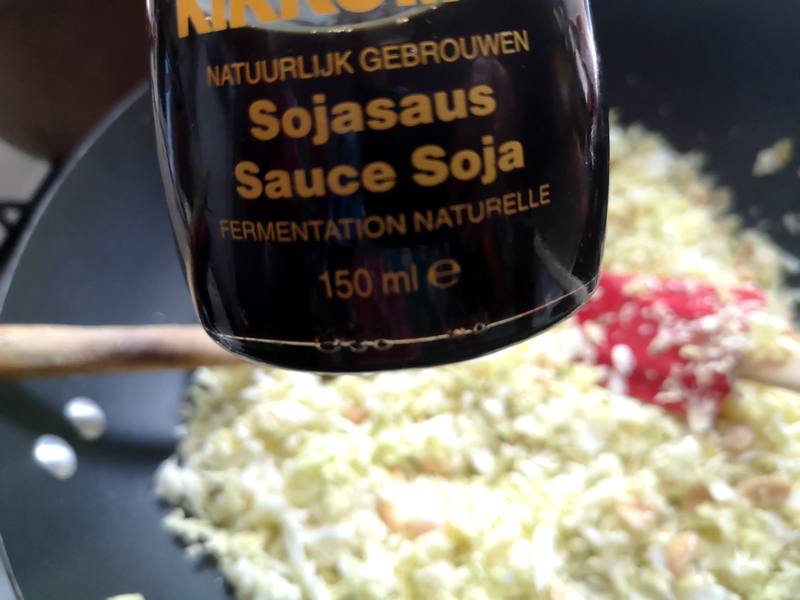 NATUURLIJK GEBROUWEN
Sojasaus
Sauce Soja
FERMENTATION NATURELLE
150 ml e